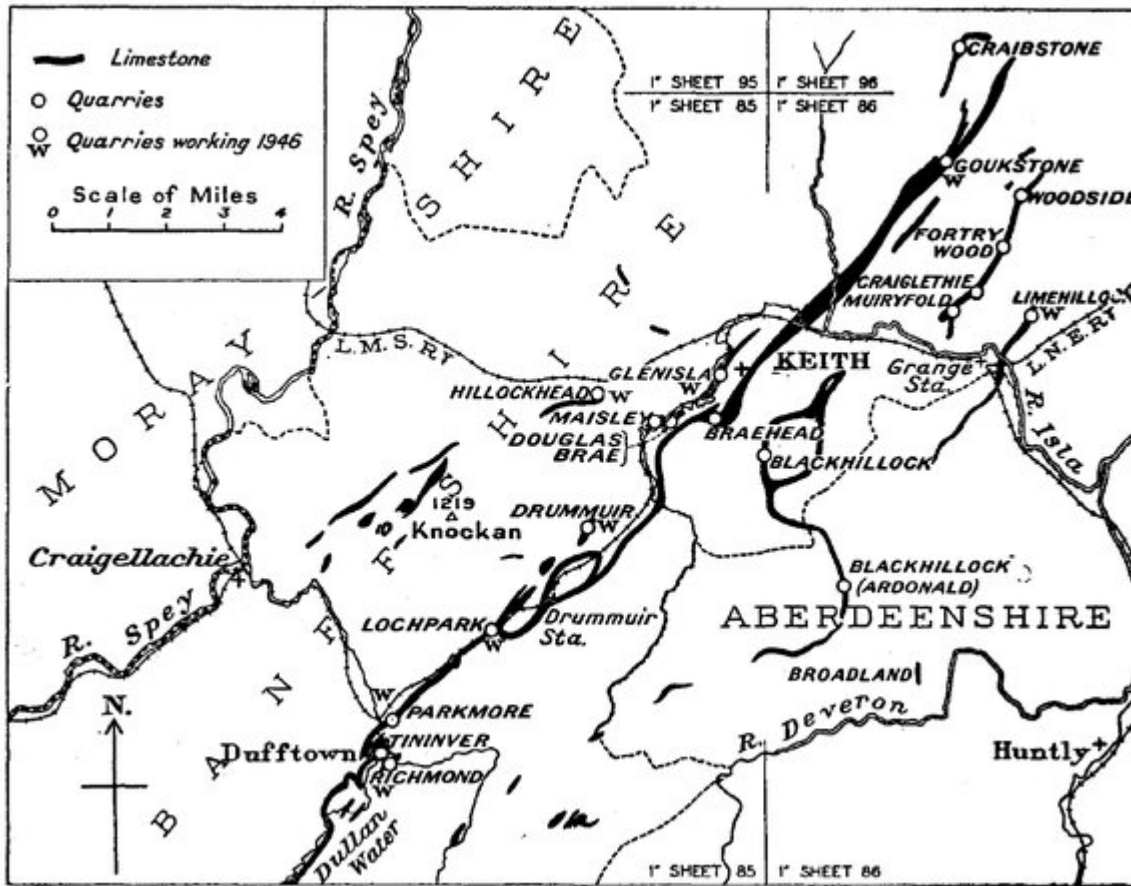 Limestone
Quarries
W Quarries working 1946
Scale of Miles
0 1 2 3 4
1" SHEET 95
1" SHEET 96
1" SHEET 85
1" SHEET 86
CRAIBSTONE
GOUKSTONE
W
WOODSIDE
FORTRY
WOOD
CRAIGLETHIE
MUIRYFOLD
LIMEHILLOCK
W
R. Spey
L.M.S. RY
L.N.E. RY
Grange
Sta.
R. Isla
KEITH
GLENISLA
W
HILLOCKHEAD
W
MAISLEY
DOUGLAS
BRAE
BRAEHEAD
BLACKHILLOCK
MORAYSHIRE
BANFFSHIRE
1219
Knockan
DRUMMUIR
W
Craigellachie
R. Spey
BLACKHILLOCK
(ARDONALD)
ABERDEENSHIRE
LOCHPARK
W
Drummuir
Sta.
BROADLAND
R. Deveron
Huntly
N.
W
PARKMORE
Dufftown
TININVER
RICHMOND
W
Dullan
Water
1" SHEET 85
1" SHEET 86